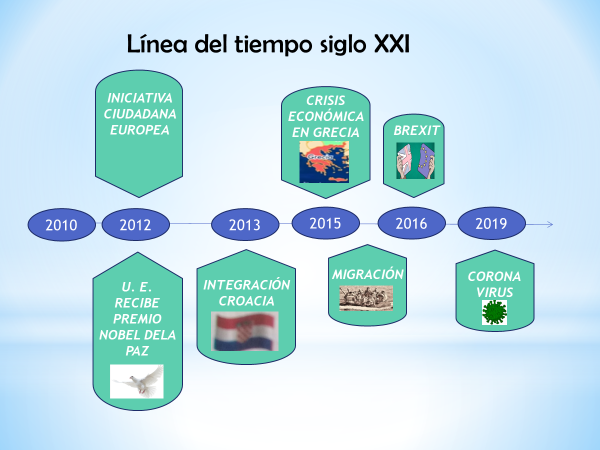 Línea del tiempo siglo XXI
INICIATIVA
CIUDADANA
EUROPEA
CRISIS
ECONÓMICA
EN GRECIA
BREXIT
2010
2012
2013
2015
2016
2019
U. E.
RECIBE
PREMIO
NOBEL DELA
PAZ
INTEGRACIÓN
CROACIA
MIGRACIÓN
CORONA
VIRUS